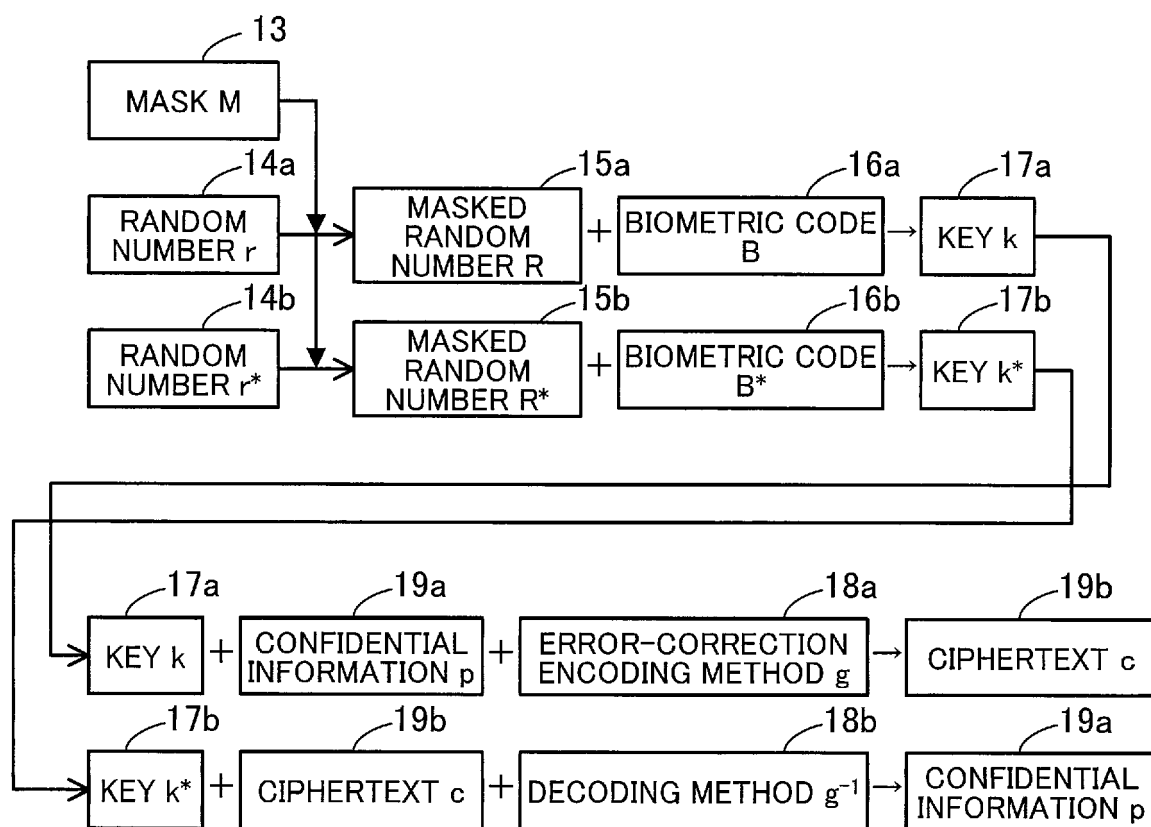 13
MASK M
14a
15a
16a
17a
RANDOM
NUMBER r
MASKED
RANDOM
NUMBER R
+
BIOMETRIC CODE
B
→
KEY k
14b
15b
16b
17b
RANDOM
NUMBER r*
MASKED
RANDOM
NUMBER R*
+
BIOMETRIC CODE
B*
→
KEY k*
17a
19a
18a
19b
KEY k
+
CONFIDENTIAL
INFORMATION p
+
ERROR-CORRECTION
ENCODING METHOD g
→
CIPHERTEXT c
17b
19b
18b
19a
KEY k*
+
CIPHERTEXT c
+
DECODING METHOD g⁻¹
→
CONFIDENTIAL
INFORMATION p